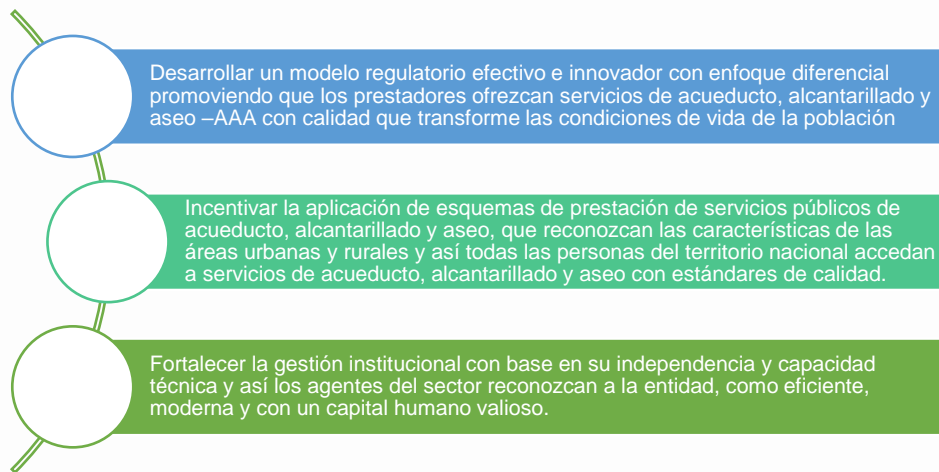 Desarrollar un modelo regulatorio efectivo e innovador con enfoque diferencial
promoviendo que los prestadores ofrezcan servicios de acueducto, alcantarillado y
aseo –AAA con calidad que transforme las condiciones de vida de la población
Incentivar la aplicación de esquemas de prestación de servicios públicos de
acueducto, alcantarillado y aseo, que reconozcan las características de las
áreas urbanas y rurales y así todas las personas del territorio nacional accedan
a servicios de acueducto, alcantarillado y aseo con estándares de calidad.
Fortalecer la gestión institucional con base en su independencia y capacidad
técnica y así los agentes del sector reconozcan a la entidad, como eficiente,
moderna y con un capital humano valioso.